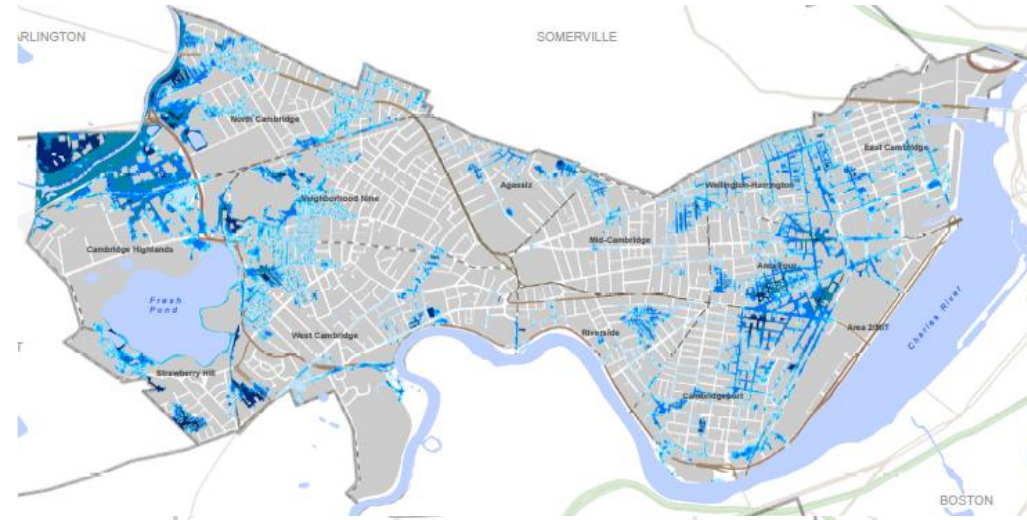 ARLINGTON
SOMERVILLE
North Cambridge
East Cambridge
Agassiz
Wellington-Harrington
Neighborhood Nine
Mid-Cambridge
Cambridge Highlands
Area Four
Fresh
Pond
Charles River
West Cambridge
Riverside
Area 2/MIT
Strawberry Hill
Cambridgeport
T
BOSTON